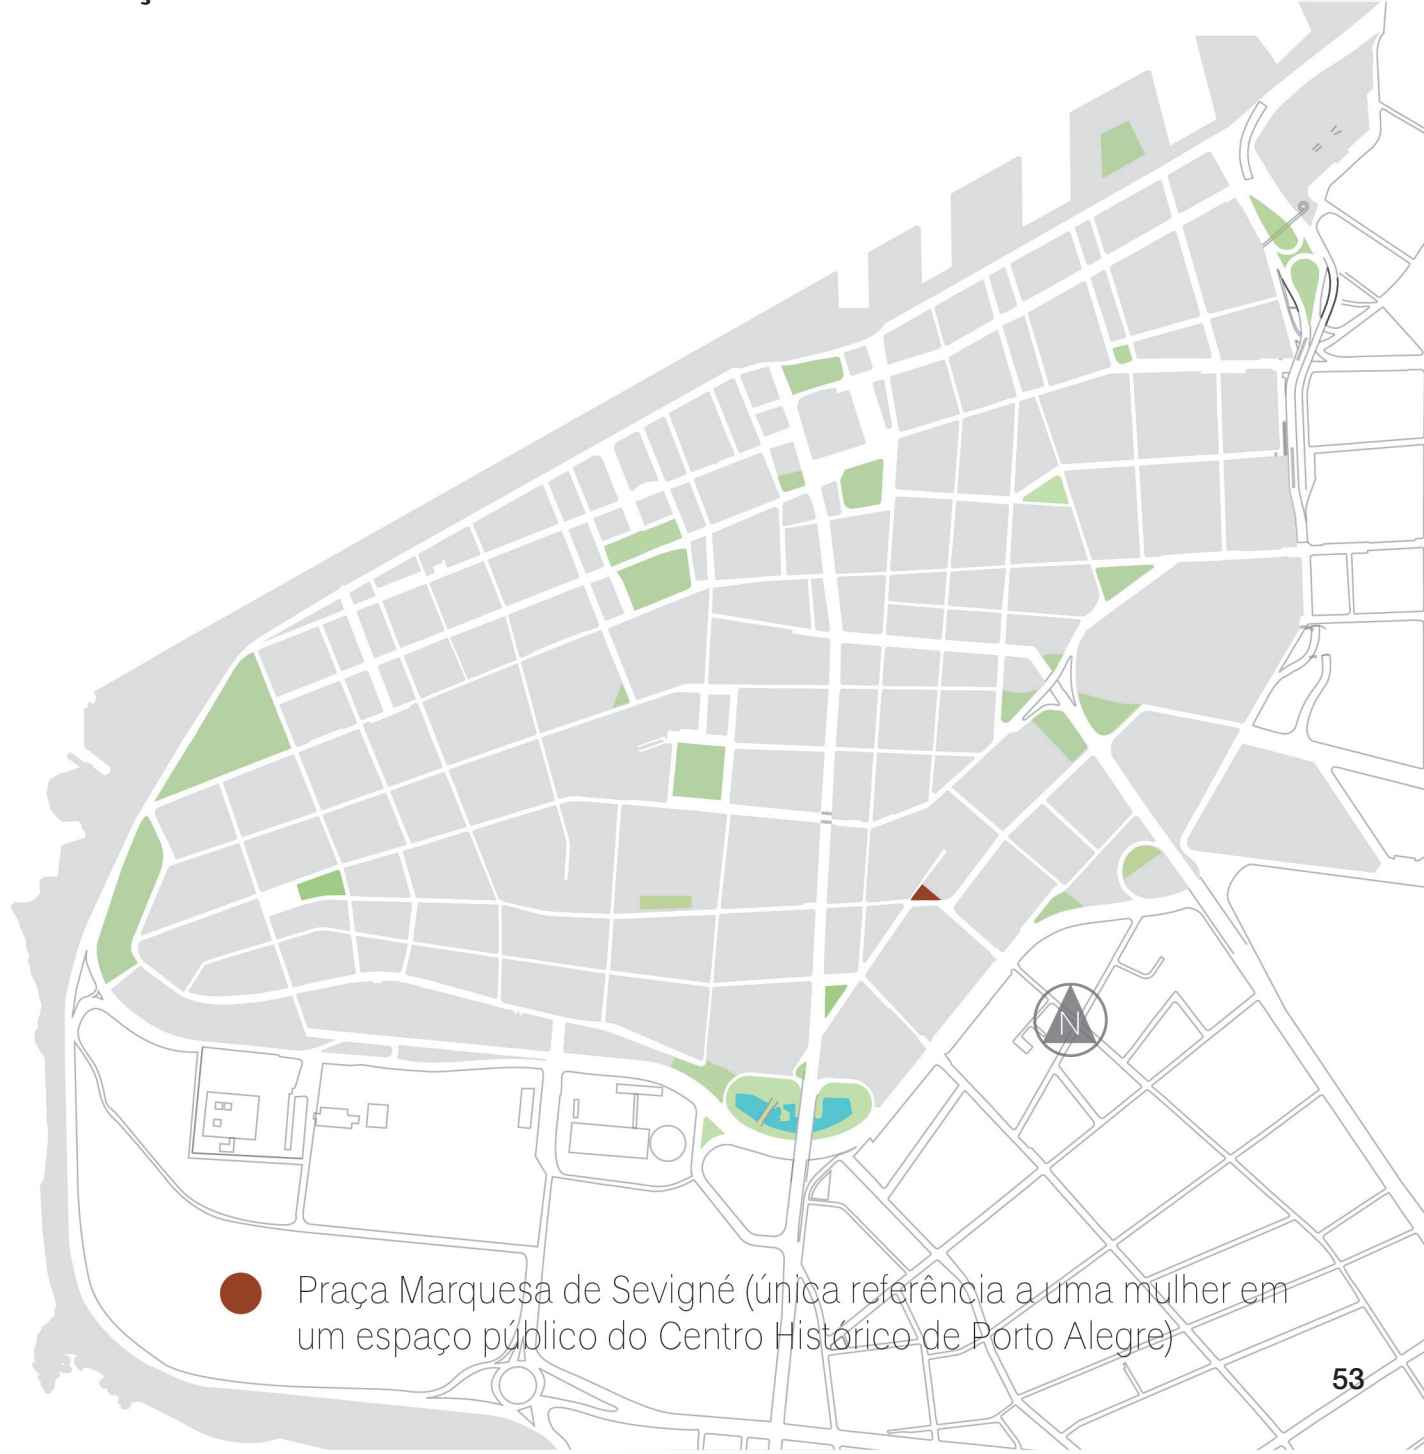 N
Praça Marquesa de Sevigné (única referência a uma mulher em
um espaço público do Centro Histórico de Porto Alegre)
53